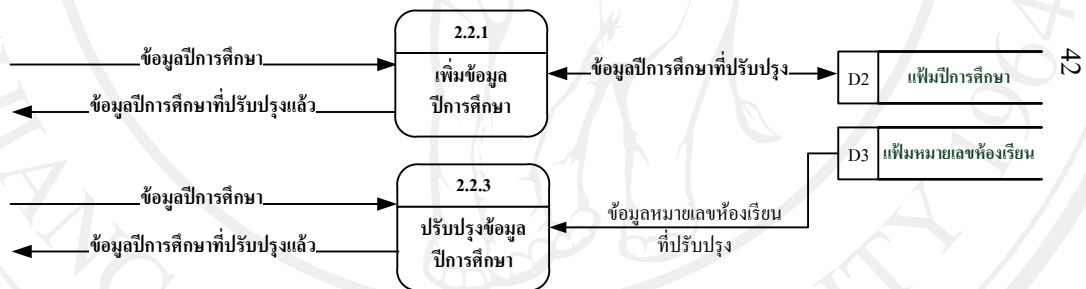 2.2.1
ข้อมูลปีการศึกษา
เพิ่มข้อมูล
ปีการศึกษา
ข้อมูลปีการศึกษาที่ปรับปรุงแล้ว
ข้อมูลปีการศึกษาที่ปรับปรุง
D2
แฟ้มปีการศึกษา
42
D3
แฟ้มหมายเลขห้องเรียน
2.2.3
ข้อมูลปีการศึกษา
ปรับปรุงข้อมูล
ปีการศึกษา
ข้อมูลปีการศึกษาที่ปรับปรุงแล้ว
ข้อมูลหมายเลขห้องเรียน
ที่ปรับปรุง
UNIVERSITY 1964